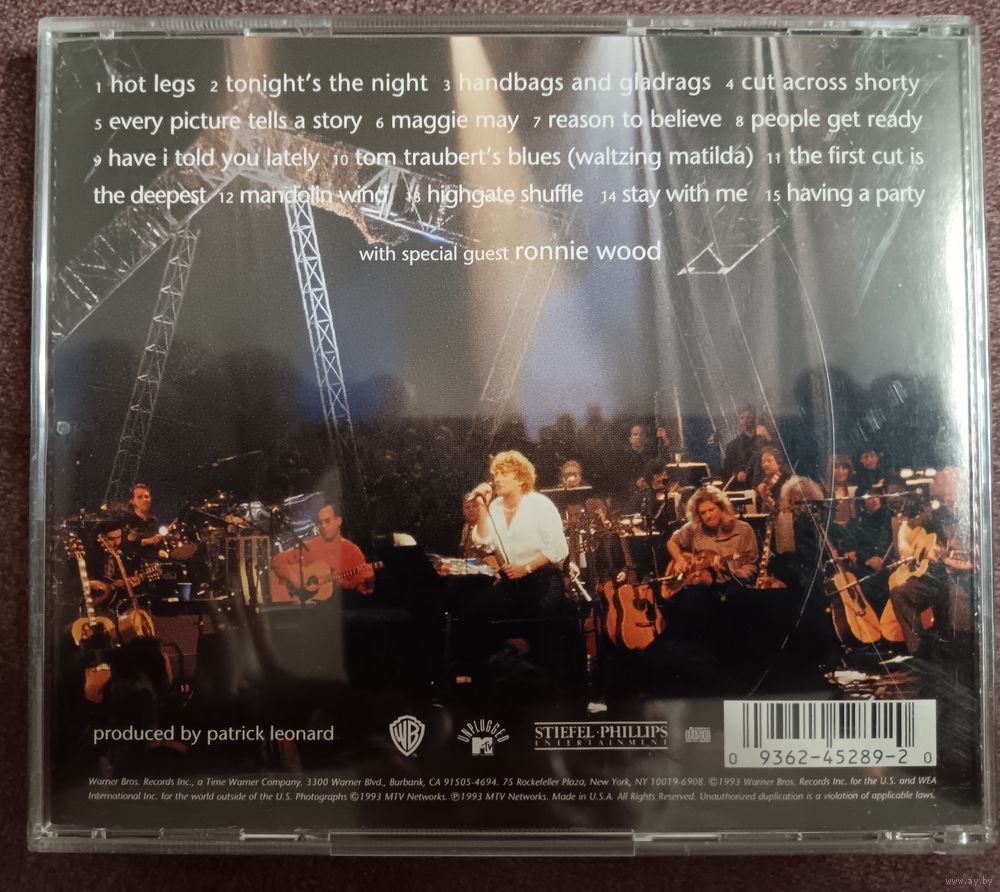 1 hot legs 2 tonight's the night 3 handbags and gladrags 4 cut across shorty
5 every picture tells a story 6 maggie may 7 reason to believe 8 people get ready
9 have i told you lately 10 tom traubert's blues (waltzing matilda) 11 the first cut is
the deepest 12 mandolin wind 13 highgate shuffle 14 stay with me 15 having a party
with special guest ronnie wood
produced by patrick leonard
WB
UNPLUGGED
MTV
STIEFEL·PHILLIPS
ENTERTAINMENT
disc
0 9362-45289-2 0
Warner Bros. Records Inc., a Time Warner Company. 3300 Warner Blvd., Burbank, CA 91505-4694. 75 Rockefeller Plaza, New York, NY 10019-6908. ©1993 Warner Bros. Records Inc. for the U.S. and WEA
International Inc. for the world outside of the U.S. Photographs ©1993 MTV Networks. ℗1993 MTV Networks. Made in U.S.A. All Rights Reserved. Unauthorized duplication is a violation of applicable laws.
www.ay.by